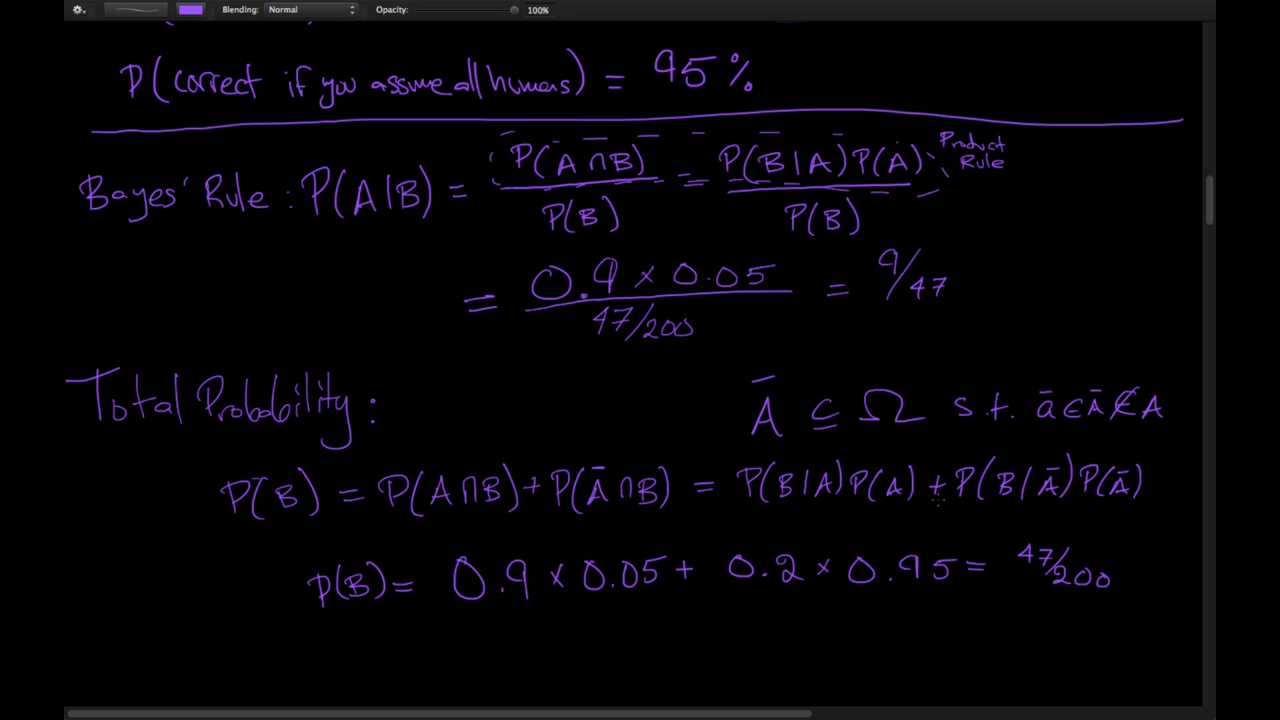 Blending: Normal Opacity: 100%
P(correct if you assume all humans) = 95%
Bayes' Rule : P(A|B) = P(A∩B)/P(B) = P(B|A)P(A)/P(B) Product Rule
= 0.9 × 0.05 / 47/200 = 9/47
Total Probability:
Ā ⊆ Ω s.t. ā ∈ Ā ∉ A
P(B) = P(A∩B) + P(Ā∩B) = P(B|A)P(A) + P(B|Ā)P(Ā)
P(B) = 0.9 × 0.05 + 0.2 × 0.95 = 47/200